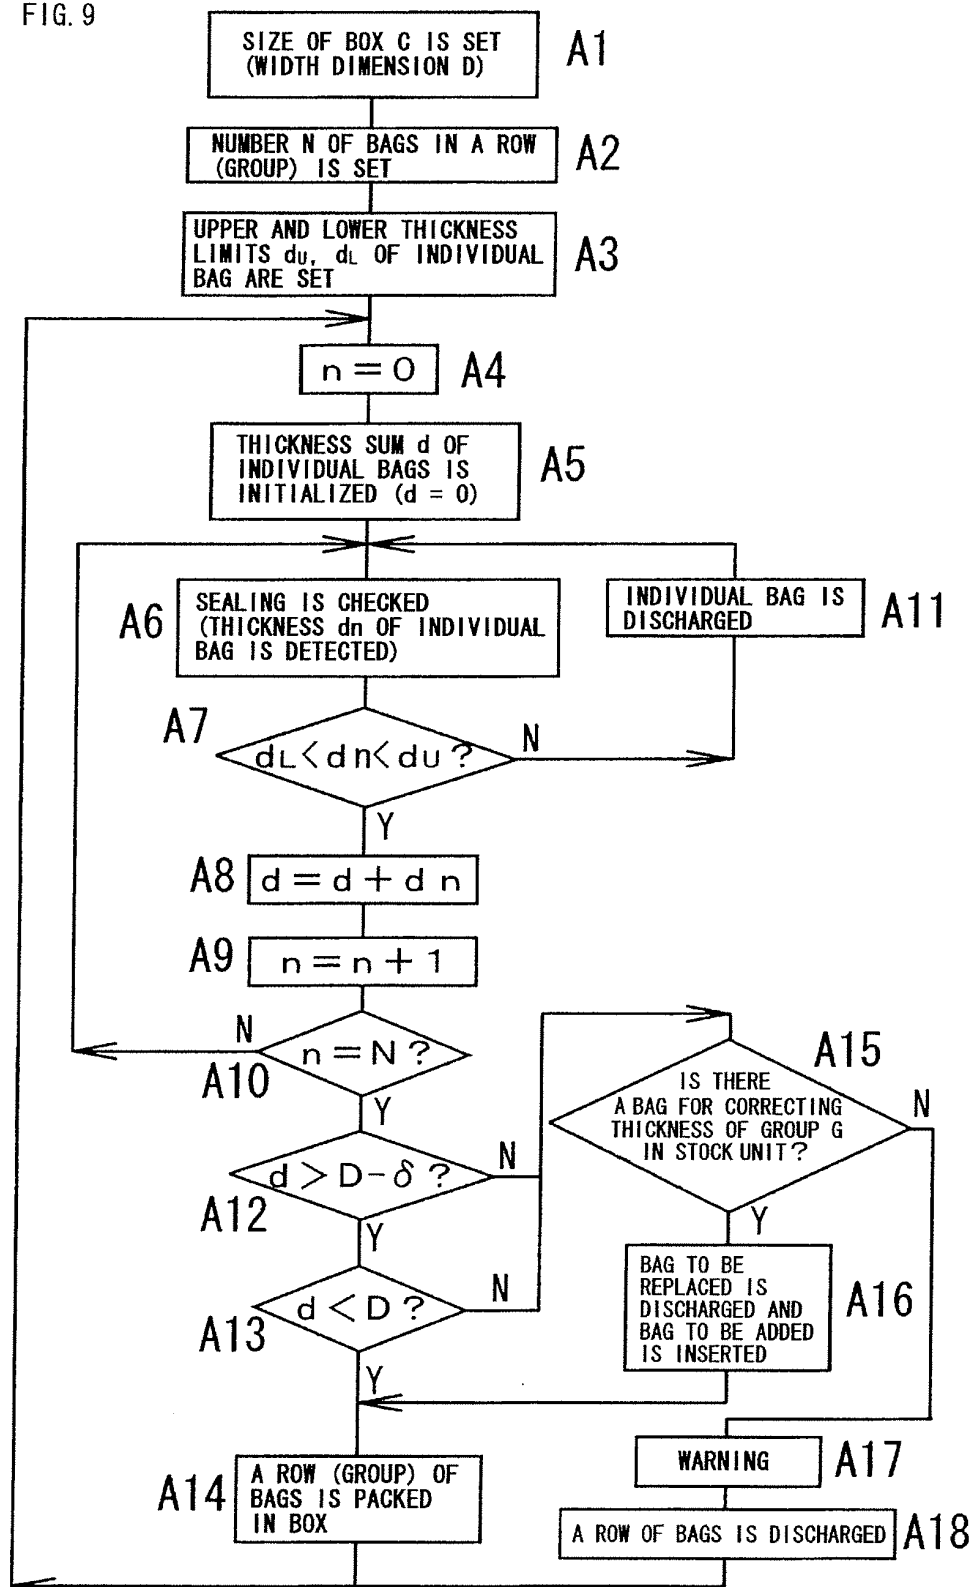 FIG. 9
SIZE OF BOX C IS SET
(WIDTH DIMENSION D)
A1
NUMBER N OF BAGS IN A ROW
(GROUP) IS SET
A2
UPPER AND LOWER THICKNESS
LIMITS dU, dL OF INDIVIDUAL
BAG ARE SET
A3
n = 0
A4
THICKNESS SUM d OF
INDIVIDUAL BAGS IS
INITIALIZED (d = 0)
A5
A6
SEALING IS CHECKED
(THICKNESS dn OF INDIVIDUAL
BAG IS DETECTED)
INDIVIDUAL BAG IS
DISCHARGED
A11
A7
dL < dn < dU ?
N
Y
A8
d = d + dn
A9
n = n + 1
N
n = N ?
A10
Y
d > D - δ ?
N
A12
Y
d < D ?
N
A13
Y
A15
IS THERE
A BAG FOR CORRECTING
THICKNESS OF GROUP G
IN STOCK UNIT?
N
Y
BAG TO BE
REPLACED IS
DISCHARGED AND
BAG TO BE ADDED
IS INSERTED
A16
A14
A ROW (GROUP) OF
BAGS IS PACKED
IN BOX
WARNING
A17
A ROW OF BAGS IS DISCHARGED
A18